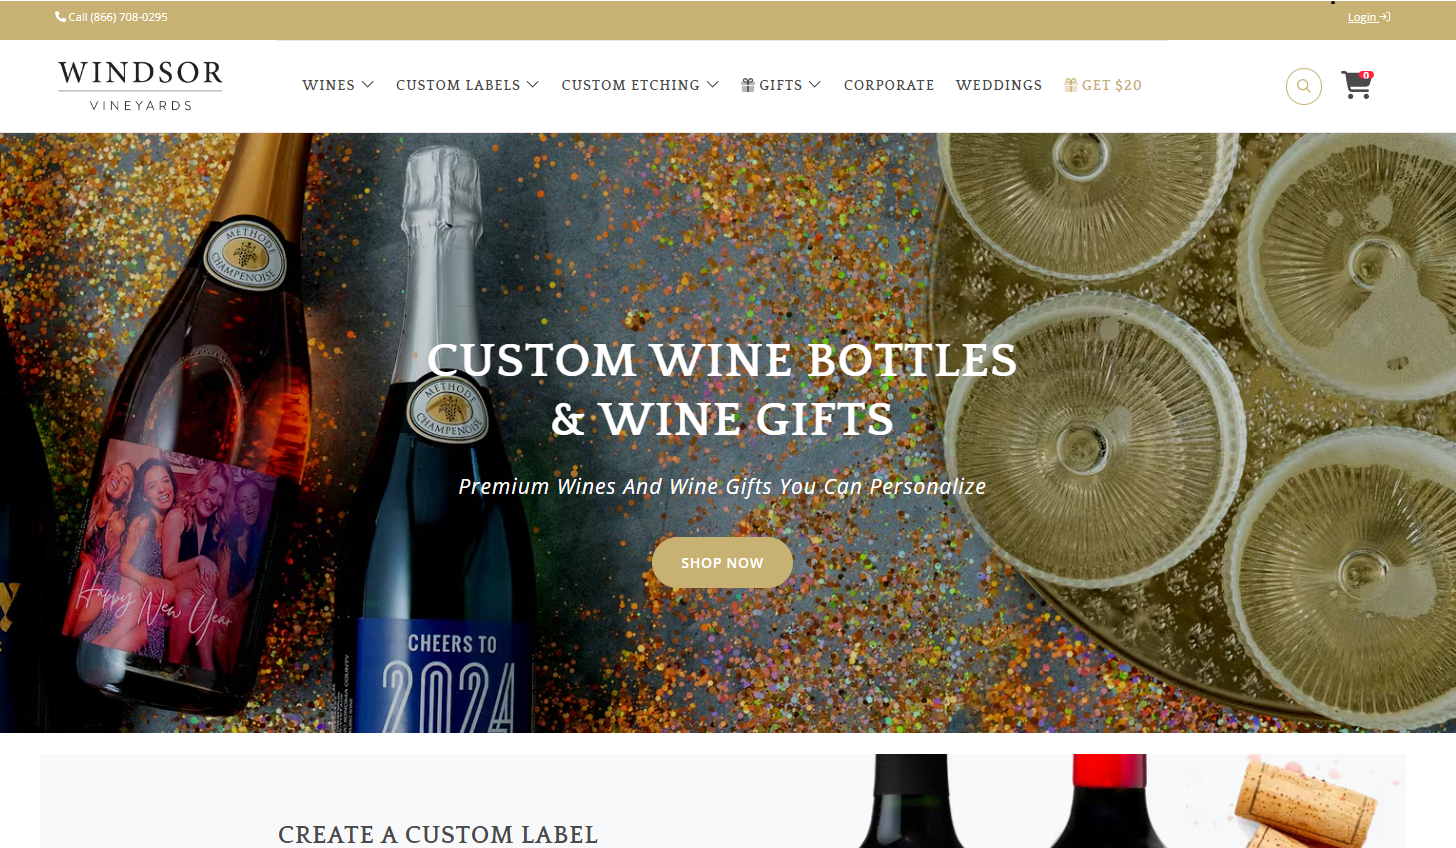 Call (866) 708-0295
Login
WINDSOR
VINEYARDS
WINES
CUSTOM LABELS
CUSTOM ETCHING
GIFTS
CORPORATE
WEDDINGS
GET $20
0
METHODE
CHAMPENOISE
CUSTOM WINE BOTTLES
& WINE GIFTS
METHODE
CHAMPENOISE
Premium Wines And Wine Gifts You Can Personalize
SHOP NOW
Happy New Year
CHEERS TO
2024
CREATE A CUSTOM LABEL